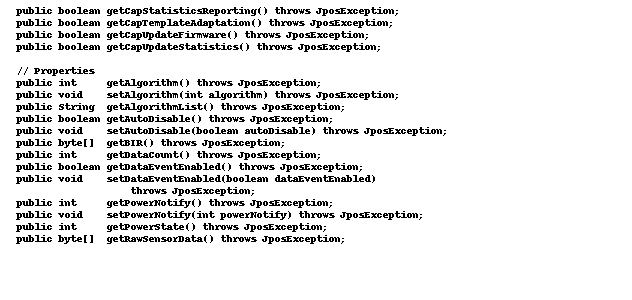 public boolean getCapStatisticsReporting() throws JposException;
public boolean getCapTemplateAdaptation() throws JposException;
public boolean getCapUpdateFirmware() throws JposException;
public boolean getCapUpdateStatistics() throws JposException;
// Properties
public int     getAlgorithm() throws JposException;
public void    setAlgorithm(int algorithm) throws JposException;
public String  getAlgorithmList() throws JposException;
public boolean getAutoDisable() throws JposException;
public void    setAutoDisable(boolean autoDisable) throws JposException;
public byte[]  getBIR() throws JposException;
public int     getDataCount() throws JposException;
public boolean getDataEventEnabled() throws JposException;
public void    setDataEventEnabled(boolean dataEventEnabled)
                   throws JposException;
public int     getPowerNotify() throws JposException;
public void    setPowerNotify(int powerNotify) throws JposException;
public int     getPowerState() throws JposException;
public byte[]  getRawSensorData() throws JposException;